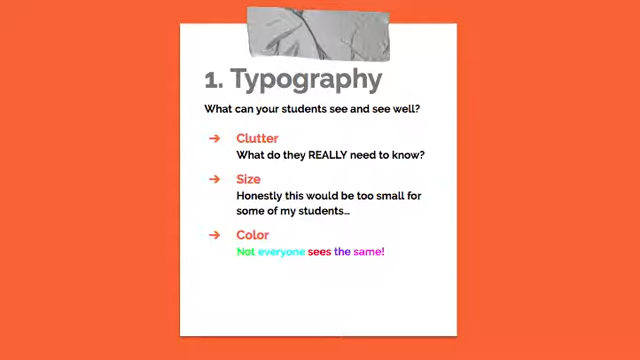 1. Typography
What can your students see and see well?
➔ Clutter
What do they REALLY need to know?
➔ Size
Honestly this would be too small for
some of my students...
➔ Color
Not everyone sees the same!